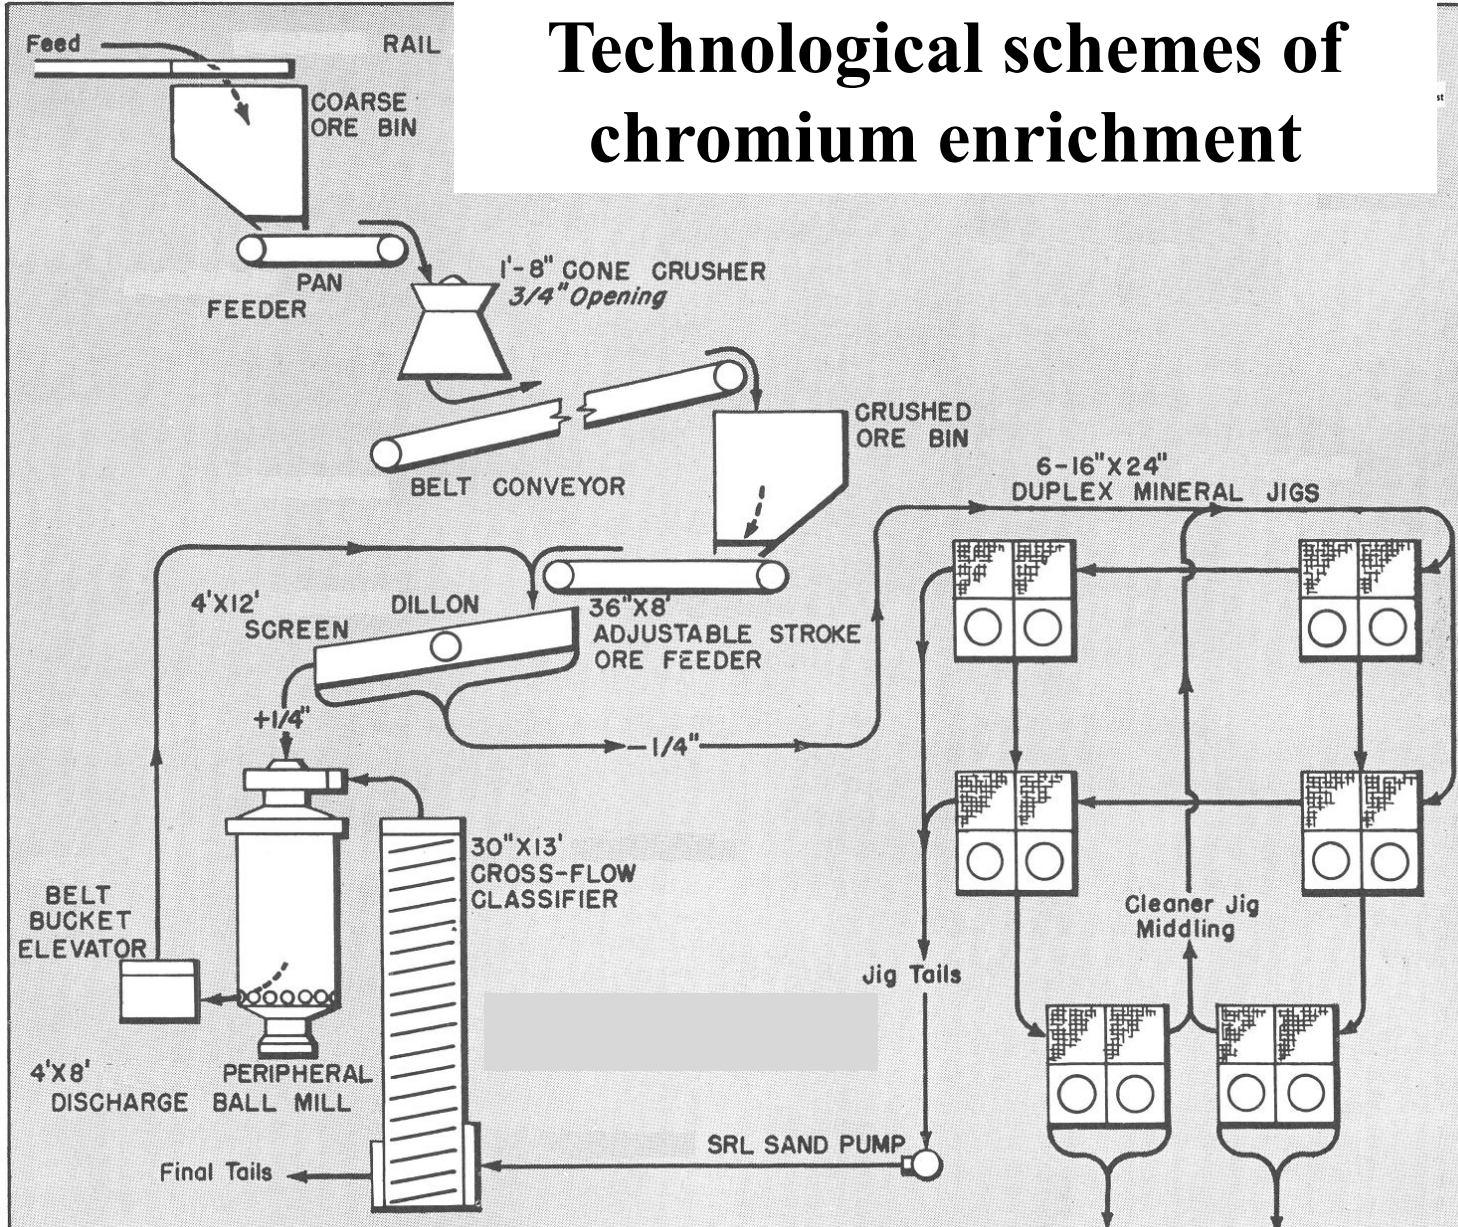 Technological schemes of
chromium enrichment
Feed
RAIL
st
COARSE
ORE BIN
PAN
FEEDER
1'-8" CONE CRUSHER
3/4" Opening
CRUSHED
ORE BIN
BELT CONVEYOR
6-16"X24"
DUPLEX MINERAL JIGS
4'X12' DILLON
SCREEN
36"X8'
ADJUSTABLE STROKE
ORE FEEDER
+1/4"
-1/4"
30"X13'
CROSS-FLOW
CLASSIFIER
BELT
BUCKET
ELEVATOR
Cleaner Jig
Middling
Jig Tails
4'X8' PERIPHERAL
DISCHARGE BALL MILL
SRL SAND PUMP
Final Tails